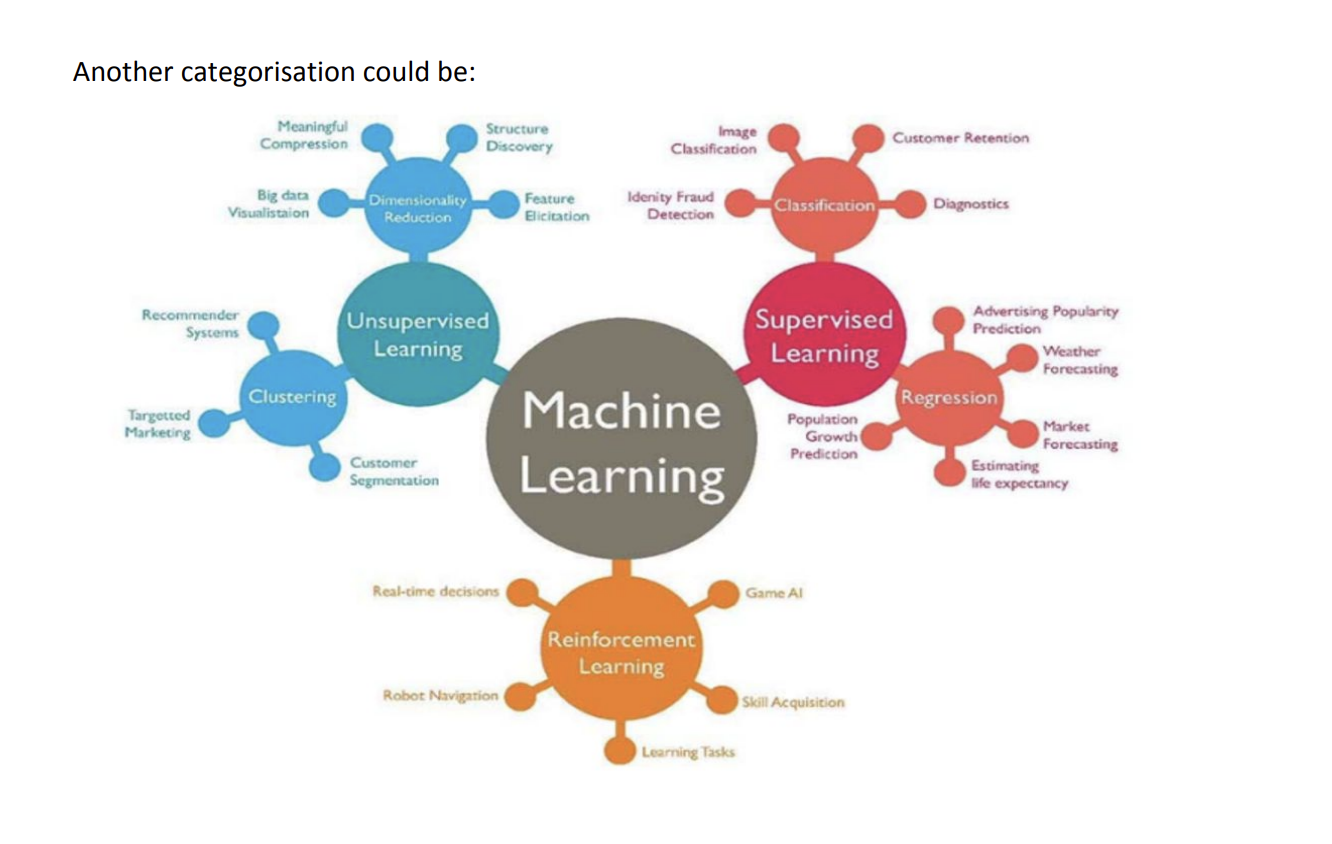 Another categorisation could be:
Meaningful
Compression
Structure
Discovery
Big data
Visualistaion
Dimensionality
Reduction
Feature
Elicitation
Image
Classification
Customer Retention
Idenity Fraud
Detection
Classification
Diagnostics
Recommender
Systems
Unsupervised
Learning
Clustering
Targetted
Marketing
Customer
Segmentation
Supervised
Learning
Advertising Popularity
Prediction
Weather
Forecasting
Regression
Population
Growth
Prediction
Market
Forecasting
Estimating
life expectancy
Machine
Learning
Real-time decisions
Game AI
Reinforcement
Learning
Robot Navigation
Skill Acquisition
Learning Tasks